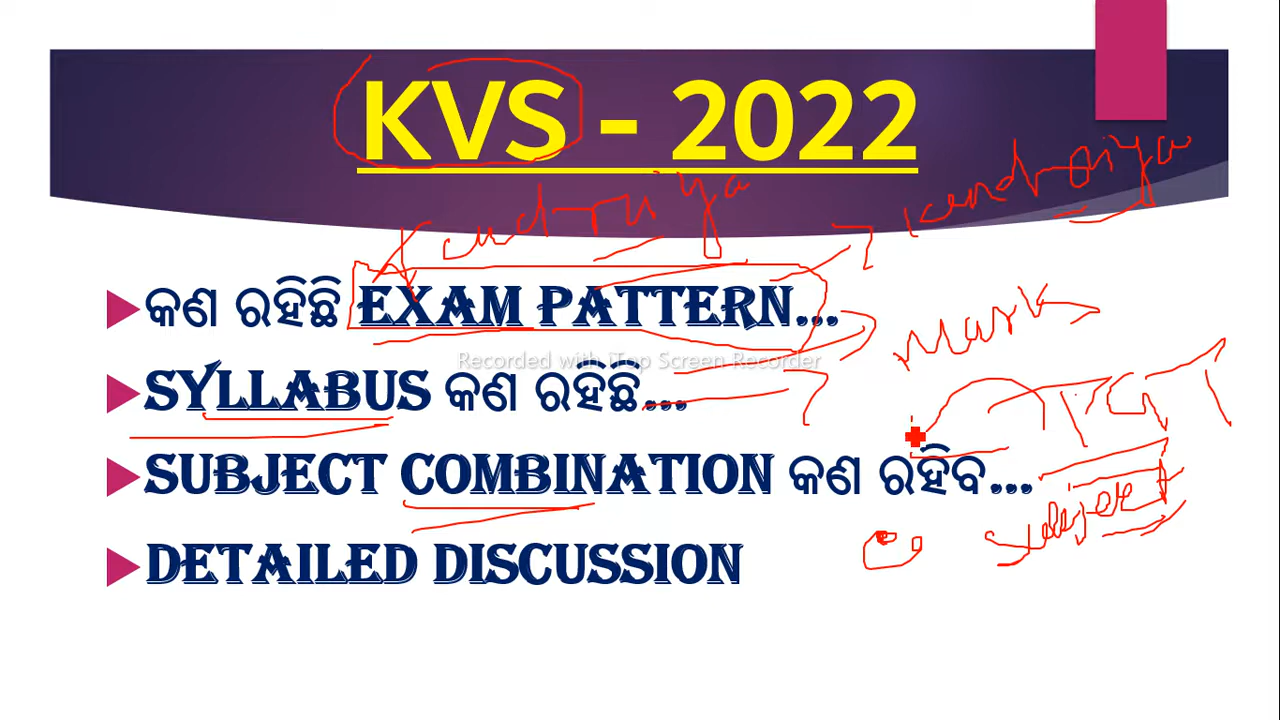 KVS - 2022
Kendriya
Kendriya
କଣ ରହିଛି EXAM PATTERN...
Mark
Recorded with iTop Screen Recorder
SYLLABUS କଣ ରହିଛି...
TGT
SUBJECT COMBINATION କଣ ରହିବ...
Subject
DETAILED DISCUSSION